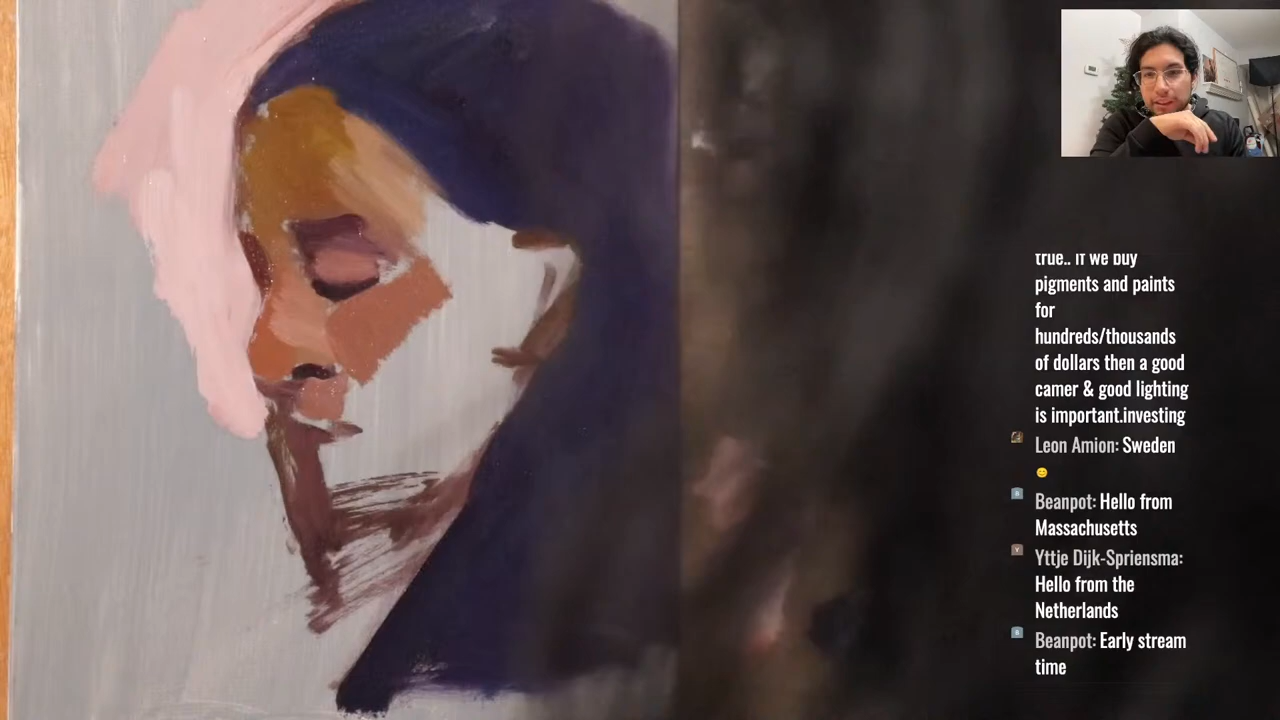 true.. If we buy
pigments and paints
for
hundreds/thousands
of dollars then a good
camer & good lighting
is important.investing
Leon Amion: Sweden
😊
Beanpot: Hello from
Massachusetts
Yttje Dijk-Spriensma:
Hello from the
Netherlands
Beanpot: Early stream
time